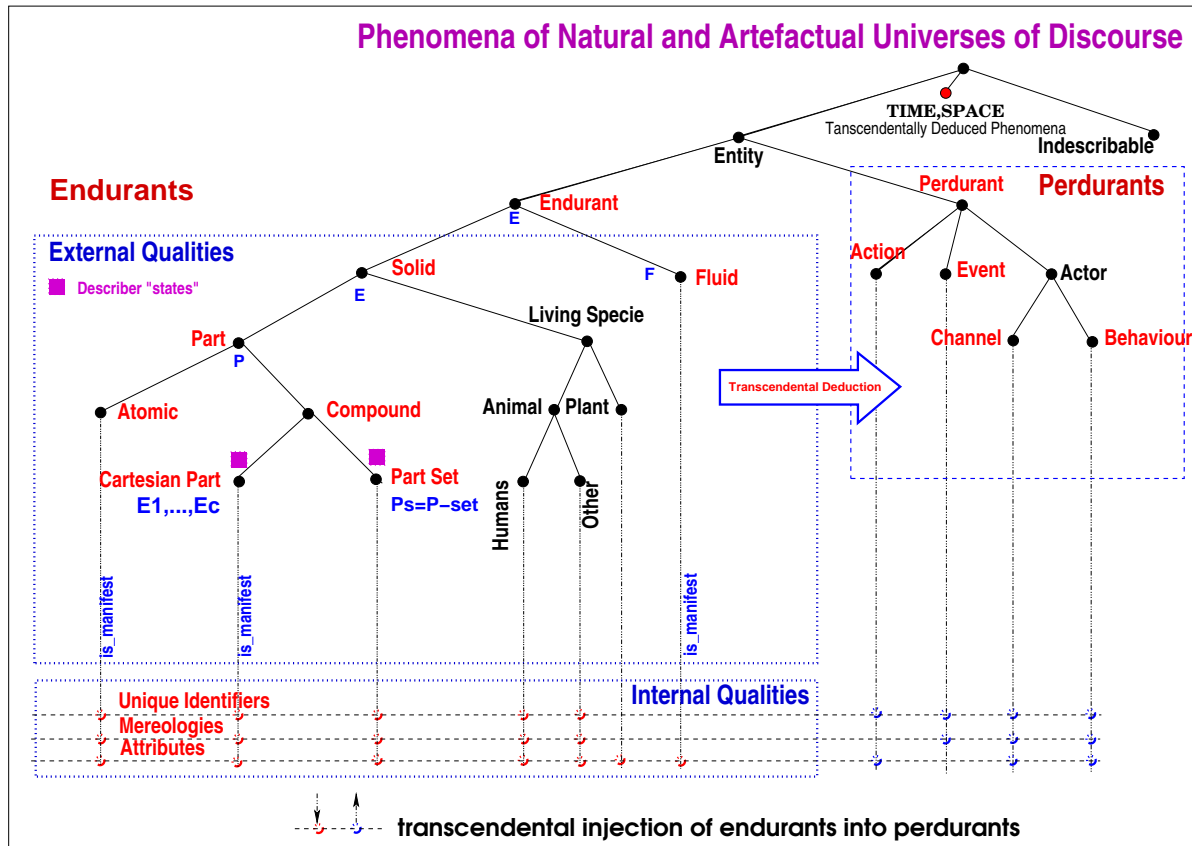 Phenomena of Natural and Artefactual Universes of Discourse
TIME,SPACE
Tanscendentally Deduced Phenomena
Indescribable
Entity
Endurants
Perdurant
Perdurants
Endurant
E
External Qualities
Action
Event
Actor
Solid
E
F
Fluid
Describer "states"
Living Specie
Channel
Behaviour
Part
P
Transcendental Deduction
Atomic
Compound
Animal
Plant
Cartesian Part
E1,...,Ec
Part Set
Ps=P−set
Humans
Other
is_manifest
is_manifest
is_manifest
Unique Identifiers
Internal Qualities
Mereologies
Attributes
transcendental injection of endurants into perdurants